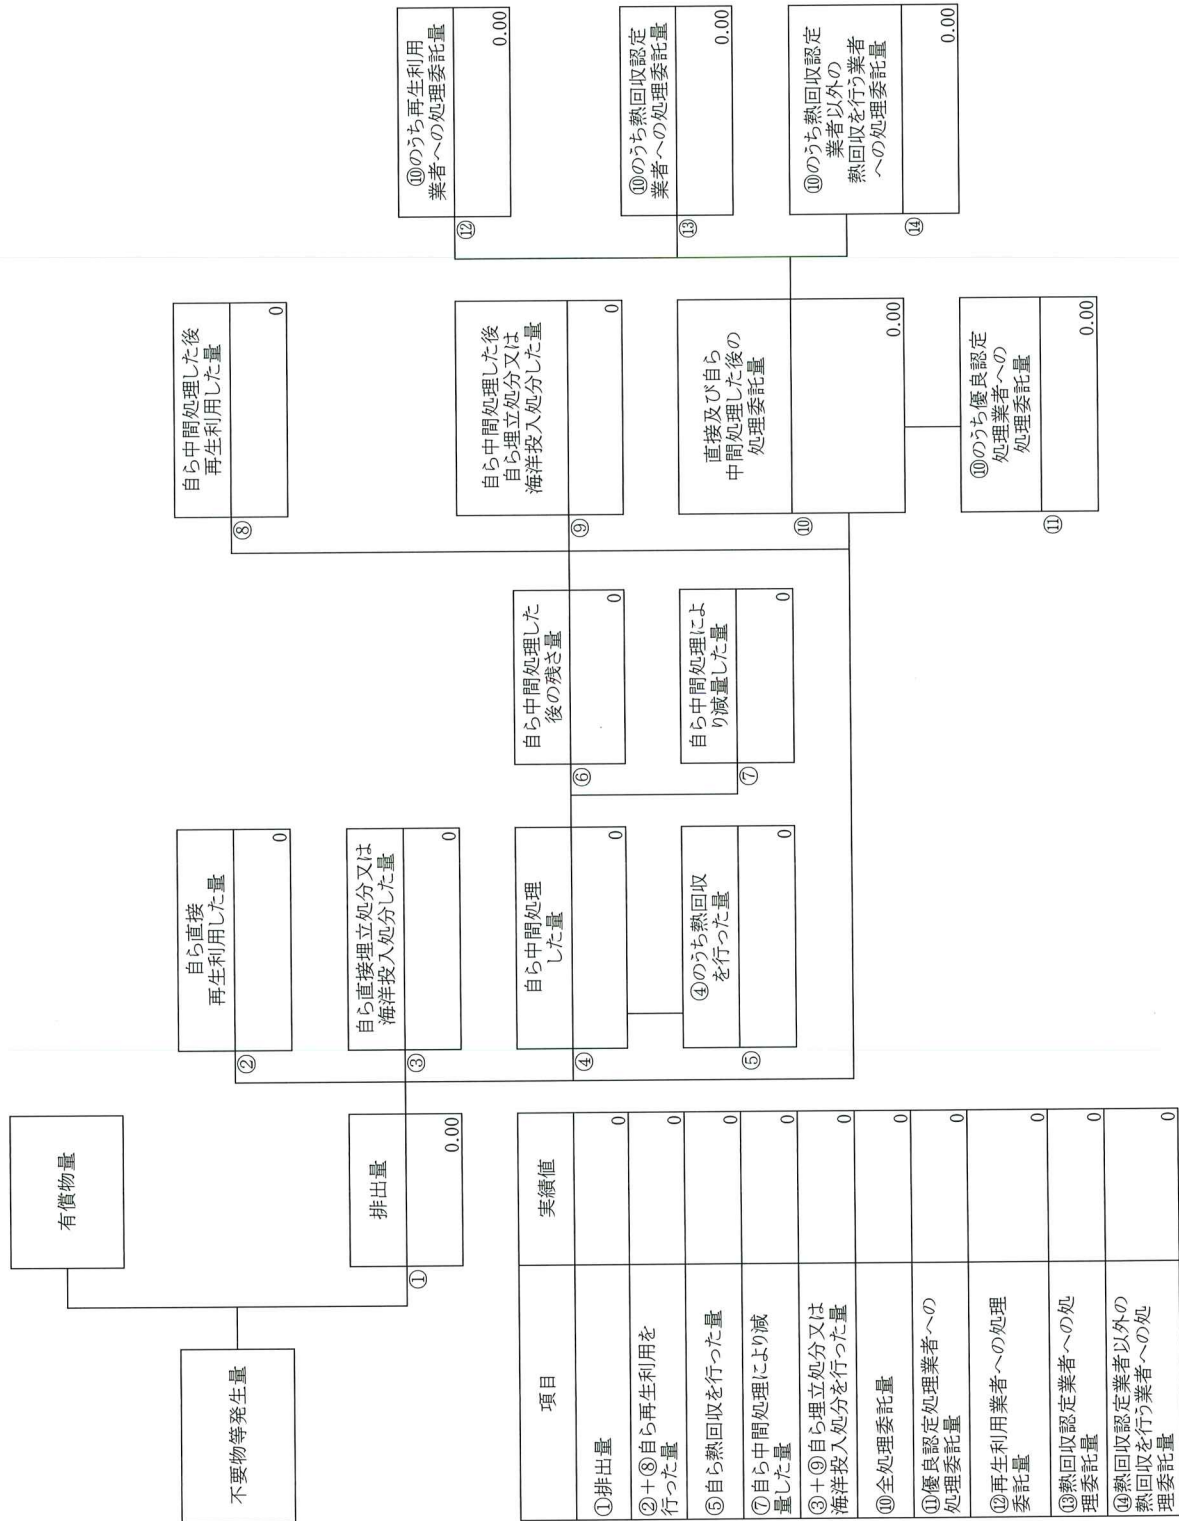 不要物等発生量
有償物量
排出量
①
0.00
自ら直接
再生利用した量
②
0
自ら直接埋立処分又は
海洋投入処分した量
③
0
自ら中間処理
した量
④
0
④のうち熱回収
を行った量
⑤
0
自ら中間処理した
後の残さ量
⑥
0
自ら中間処理によ
り減量した量
⑦
0
自ら中間処理した後
再生利用した量
⑧
0
自ら中間処理した後
自ら埋立処分又は
海洋投入処分した量
⑨
0
直接及び自ら
中間処理した後の
処理委託量
⑩
0.00
⑩のうち優良認定
処理業者への
処理委託量
⑪
0.00
⑩のうち再生利用
業者への処理委託量
⑫
0.00
⑩のうち熱回収認定
業者への処理委託量
⑬
0.00
⑩のうち熱回収認定
業者以外の
熱回収を行う業者
への処理委託量
⑭
0.00
項目
実績値
①排出量
0
②+⑧自ら再生利用を
行った量
0
⑤自ら熱回収を行った量
0
⑦自ら中間処理により減
量した量
0
③+⑨自ら埋立処分又は
海洋投入処分を行った量
0
⑩全処理委託量
0
⑪優良認定処理業者への
処理委託量
0
⑫再生利用業者への処理
委託量
0
⑬熱回収認定業者への処
理委託量
0
⑭熱回収認定業者以外の
熱回収を行う業者への処
理委託量
0